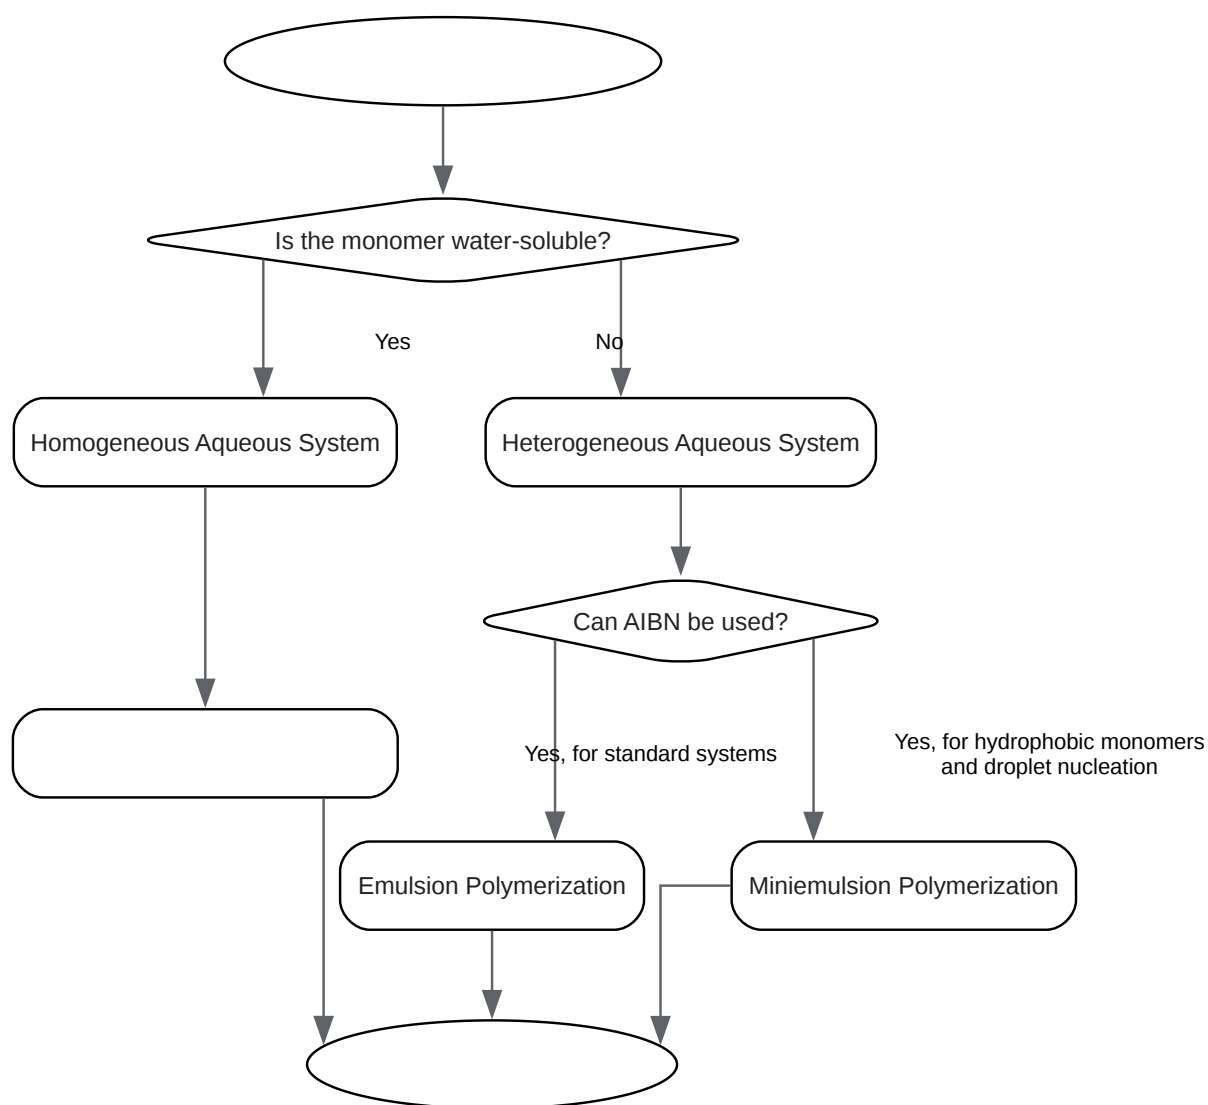 Is the monomer water-soluble?
Yes
No
Homogeneous Aqueous System
Heterogeneous Aqueous System
Can AIBN be used?
Yes, for standard systems
Yes, for hydrophobic monomers
and droplet nucleation
Emulsion Polymerization
Miniemulsion Polymerization